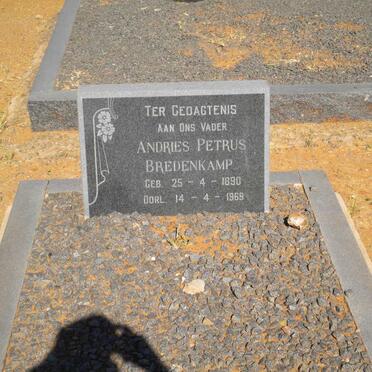 TER GEDAGTENIS
AAN ONS VADER
ANDRIES PETRUS
BREDENKAMP
GEB. 25 - 4 - 1890
OORL. 14 - 4 - 1969